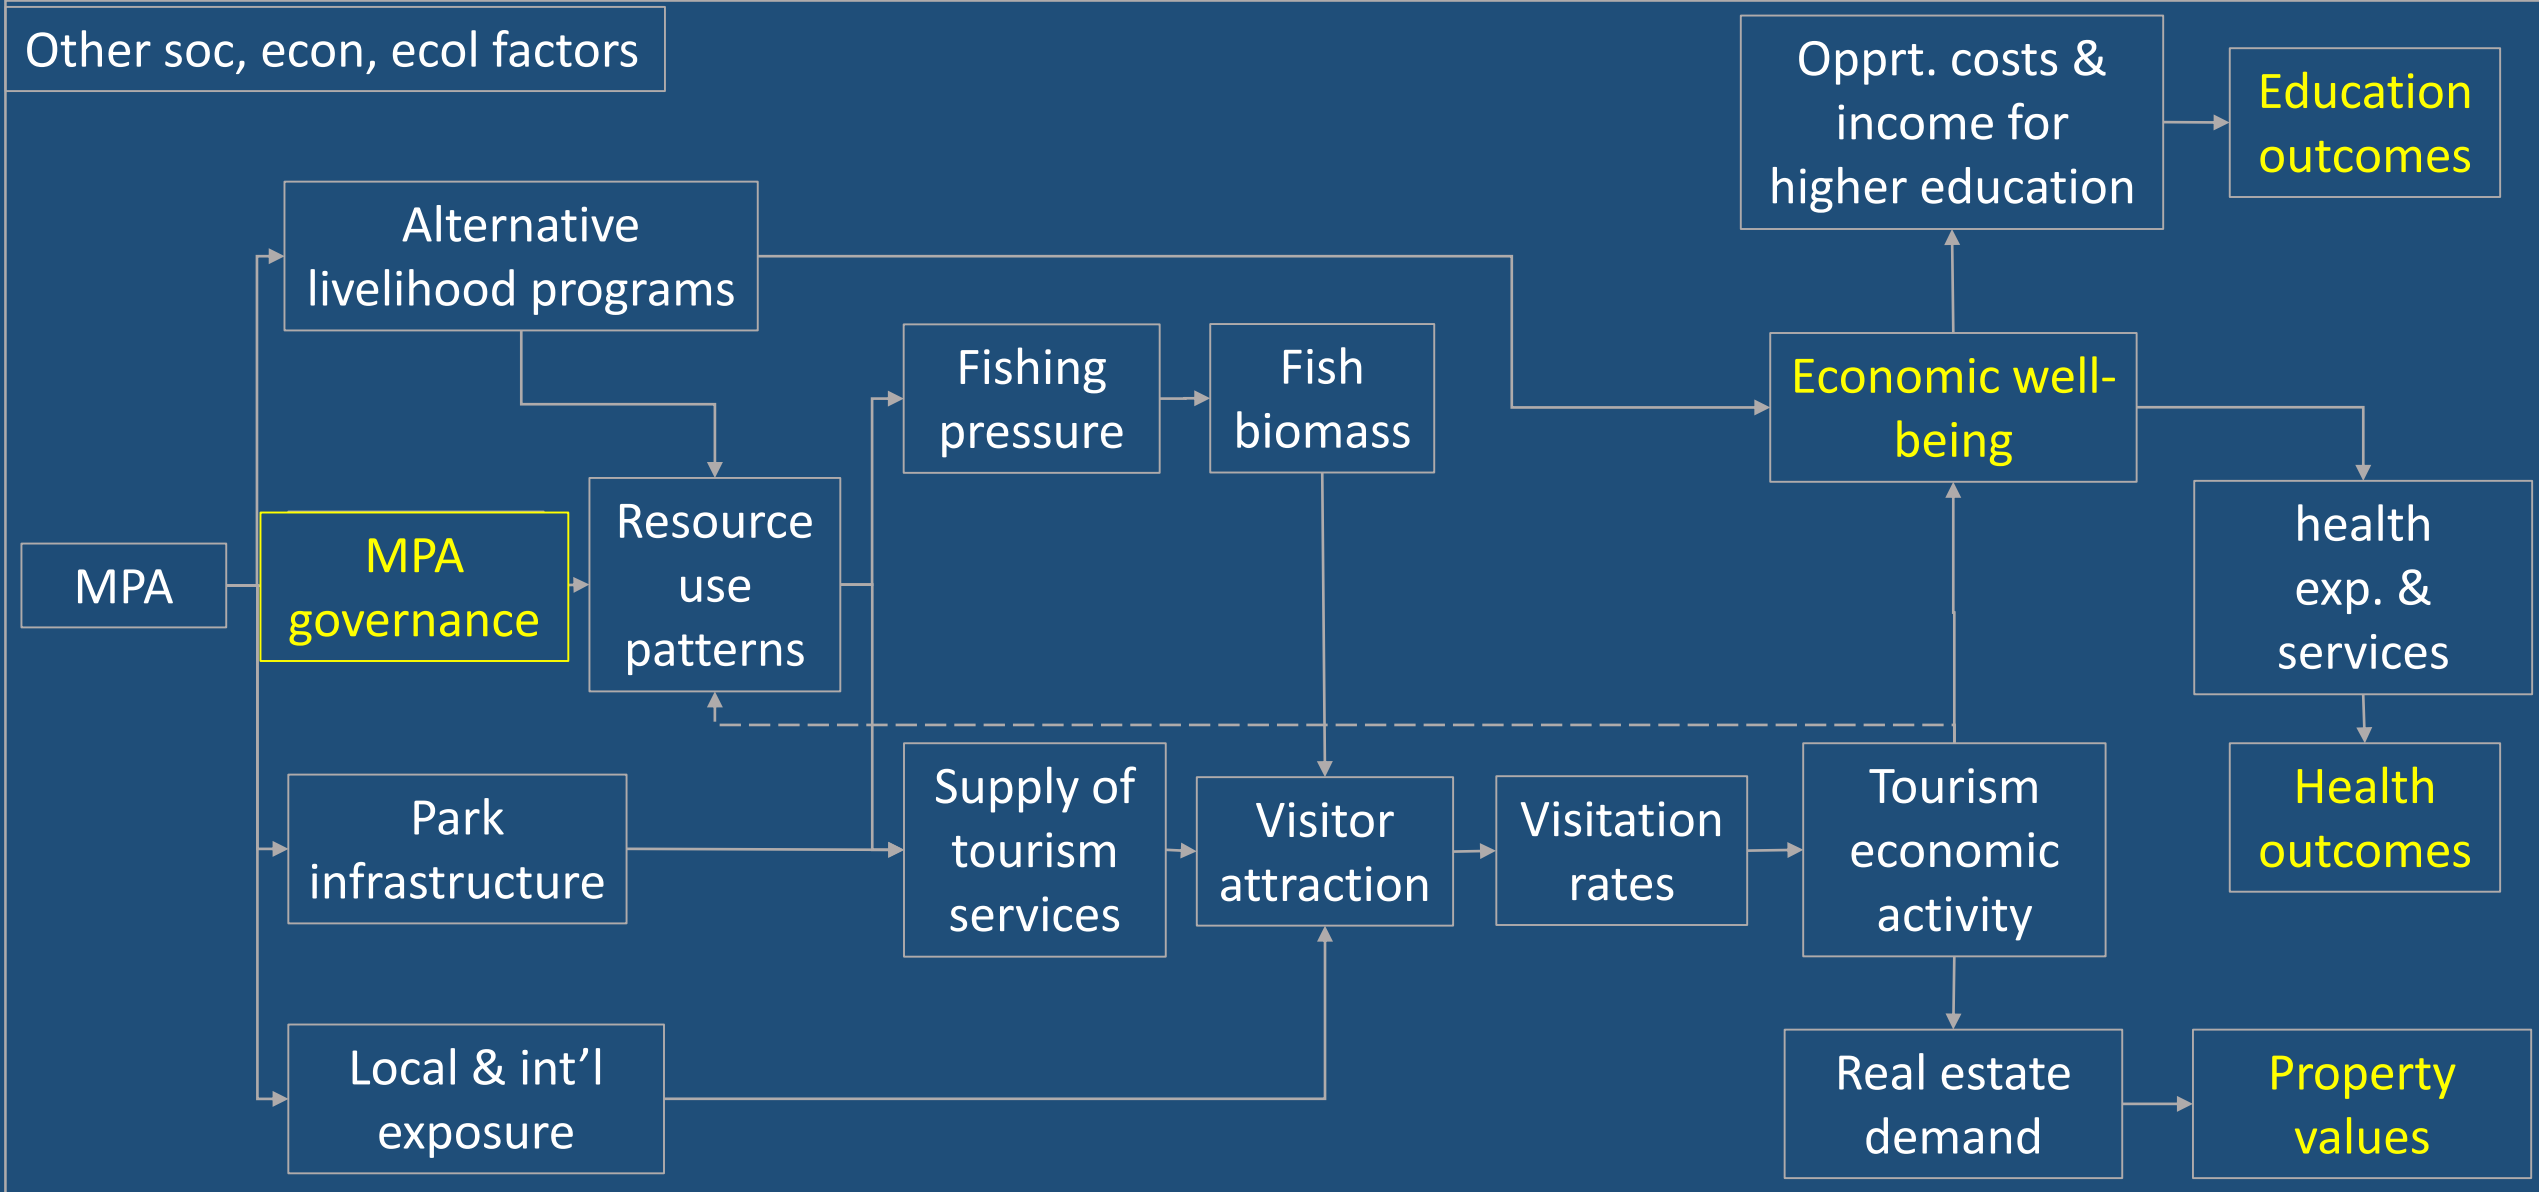 Other soc, econ, ecol factors
Opprt. costs &
income for
higher education
Education
outcomes
Alternative
livelihood programs
Fishing
pressure
Fish
biomass
Economic well-
being
MPA
MPA
governance
Resource
use
patterns
health
exp. &
services
Park
infrastructure
Supply of
tourism
services
Visitor
attraction
Visitation
rates
Tourism
economic
activity
Health
outcomes
Local & int’l
exposure
Real estate
demand
Property
values